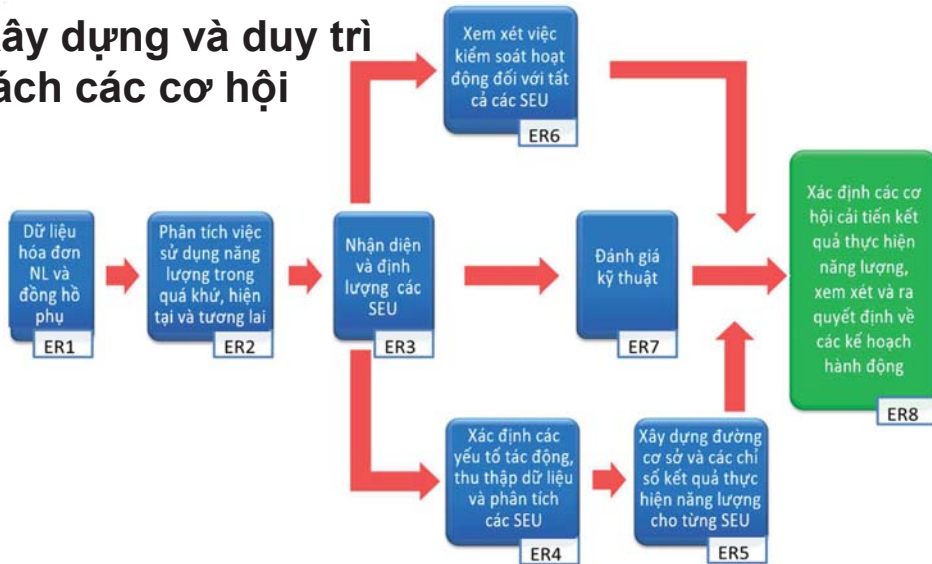 ây dựng và duy trì
ách các cơ hội
Xem xét việc
kiểm soát hoạt
động đối với tất
cả các SEU
ER6
Dữ liệu
hóa đơn
NL và
đồng hồ
phụ
ER1
Phân tích việc
sử dụng năng
lượng trong
quá khứ, hiện
tại và tương lai
ER2
Nhận diện
và định
lượng các
SEU
ER3
Đánh giá
kỹ thuật
ER7
Xác định các cơ
hội cải tiến kết
quả thực hiện
năng lượng,
xem xét và ra
quyết định về
các kế hoạch
hành động
ER8
Xác định các
yếu tố tác động,
thu thập dữ liệu
và phân tích
các SEU
ER4
Xây dựng đường
cơ sở và các chỉ
số kết quả thực
hiện năng lượng
cho từng SEU
ER5